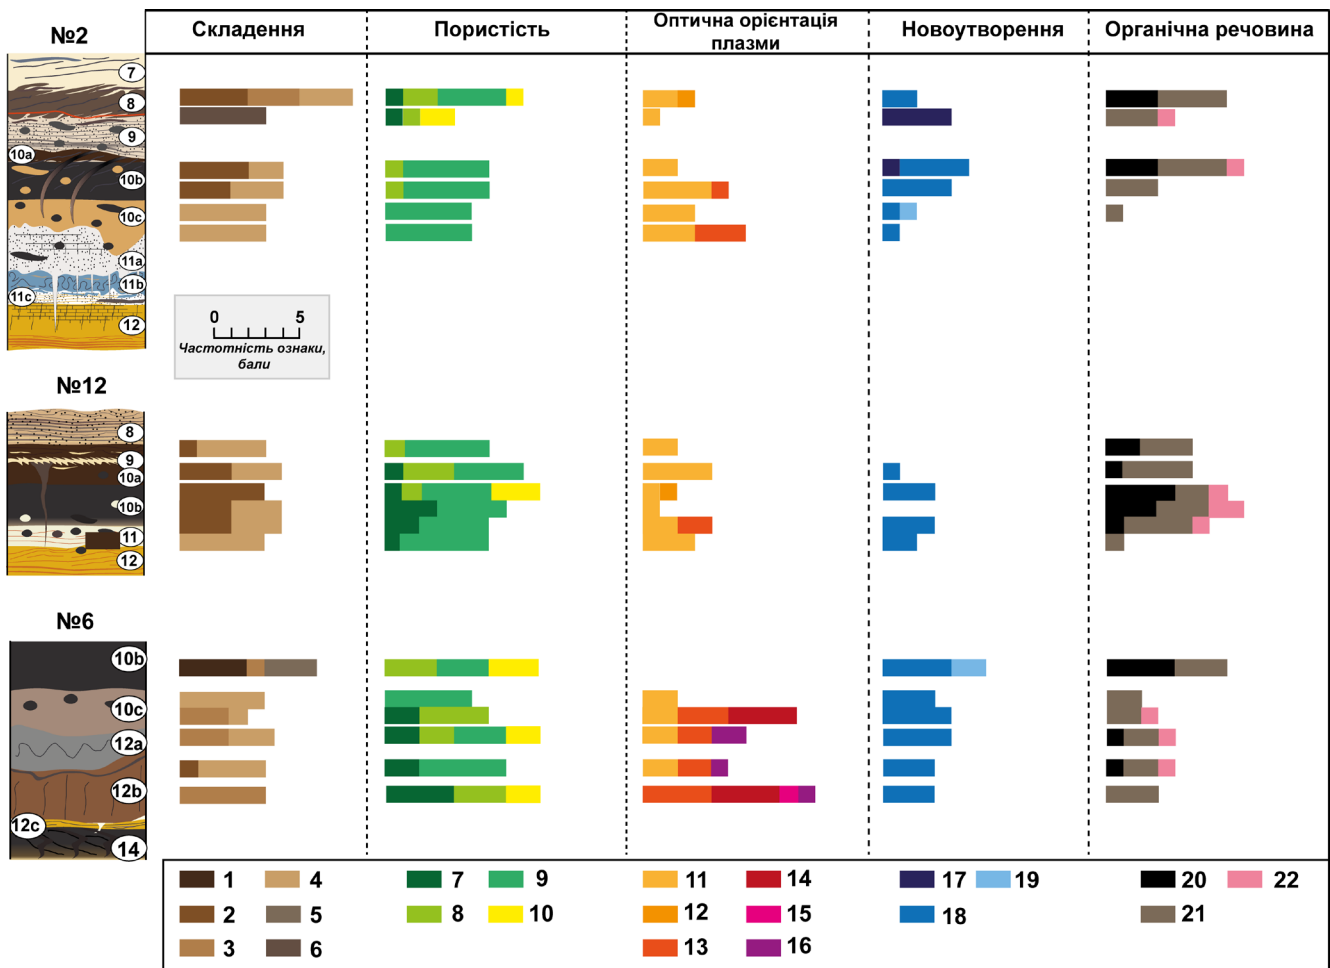 №2
Складення
Пористість
Оптична орієнтація
плазми
Новоутворення
Органічна речовина
7
8
9
10a
10b
10c
11a
11b
11c
12
0 5
Частотність ознаки,
бали
№12
8
9
10a
10b
11
12
№6
10b
10c
12a
12b
12c
14
1 4 7 9 11 14 17 19 20 22
2 5 8 10 12 15 18 21
3 6 13 16